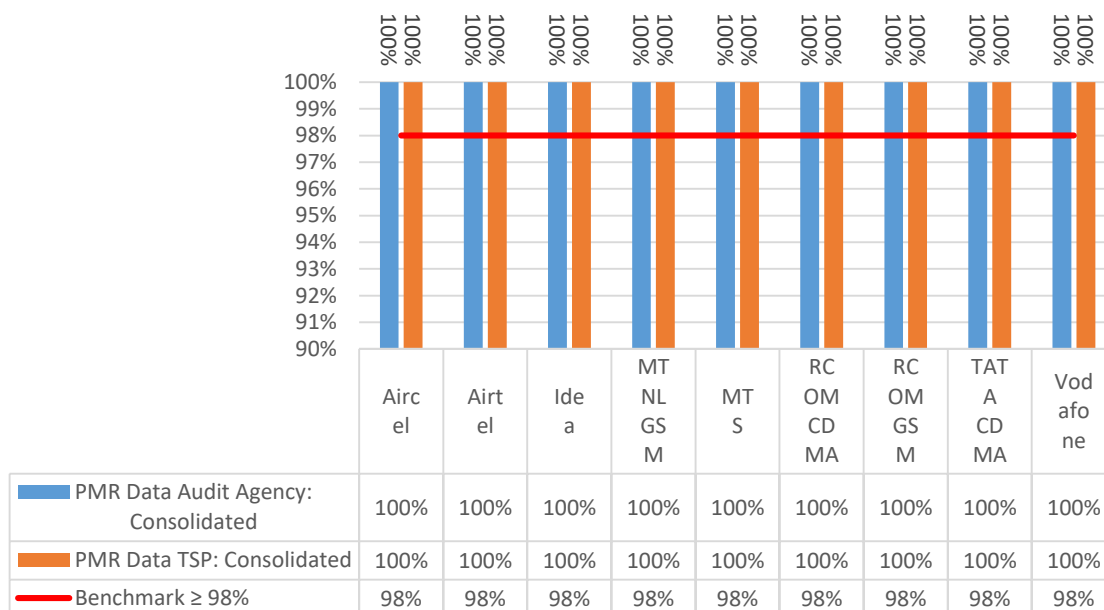 100% 100% 100% 100% 100% 100% 100% 100% 100% 100% 100% 100% 100% 100% 100% 100% 100% 100%
100%
99%
98%
97%
96%
95%
94%
93%
92%
91%
90%
Airc
el
Airt
el
Ide
a
MT
NL
GS
M
MT
S
RC
OM
CD
MA
RC
OM
GS
M
TAT
A
CD
MA
Vod
afo
ne
PMR Data Audit Agency:
Consolidated
100% 100% 100% 100% 100% 100% 100% 100% 100%
PMR Data TSP: Consolidated 100% 100% 100% 100% 100% 100% 100% 100% 100%
Benchmark ≥ 98% 98% 98% 98% 98% 98% 98% 98% 98% 98%